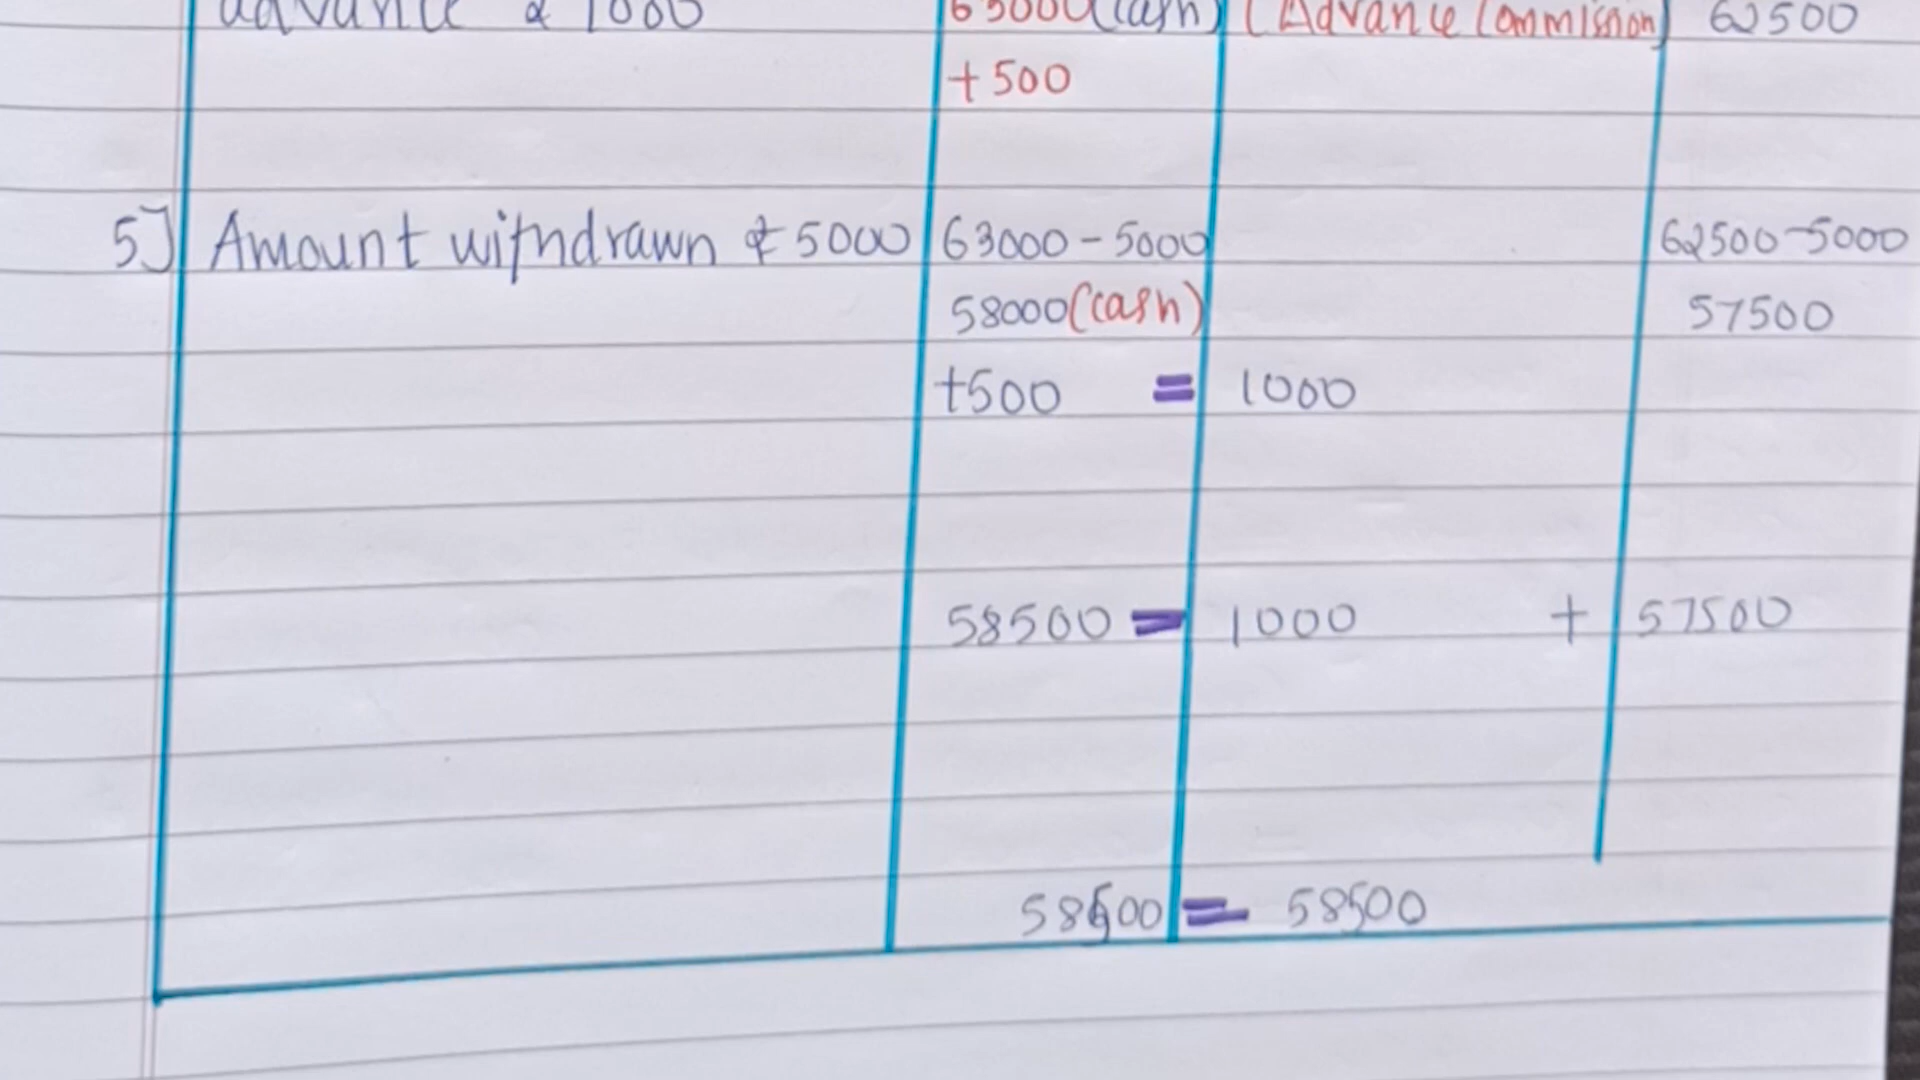 advance ₹ 1000 63000(cash) (Advance Commission) 62500
+500
5] Amount withdrawn ₹ 5000 63000-5000 62500-5000
58000(cash) 57500
+500 = 1000
58500 = 1000 + 57500
58500 = 58500